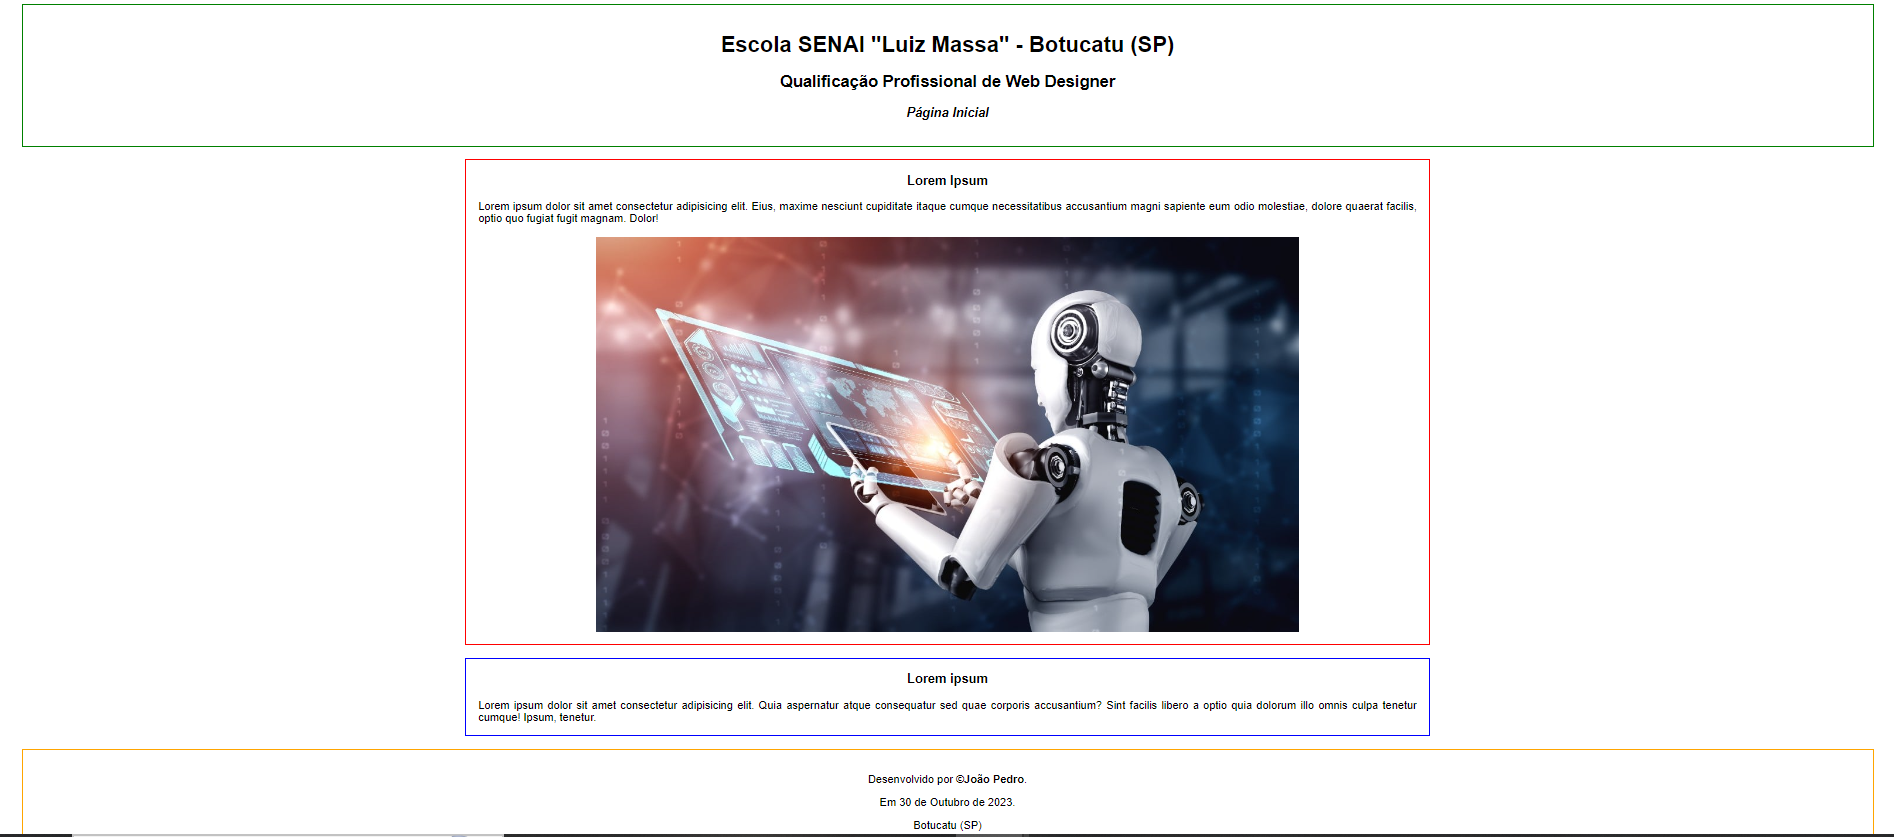 Escola SENAI "Luiz Massa" - Botucatu (SP)
Qualificação Profissional de Web Designer
Página Inicial
Lorem Ipsum
Lorem ipsum dolor sit amet consectetur adipisicing elit. Eius, maxime nesciunt cupiditate itaque cumque necessitatibus accusantium magni sapiente eum odio molestiae, dolore quaerat facilis,
optio quo fugiat fugit magnam. Dolor!
Lorem ipsum
Lorem ipsum dolor sit amet consectetur adipisicing elit. Quia aspernatur atque consequatur sed quae corporis accusantium? Sint facilis libero a optio quia dolorum illo omnis culpa tenetur
cumque! Ipsum, tenetur.
Desenvolvido por ©João Pedro.
Em 30 de Outubro de 2023.
Botucatu (SP)